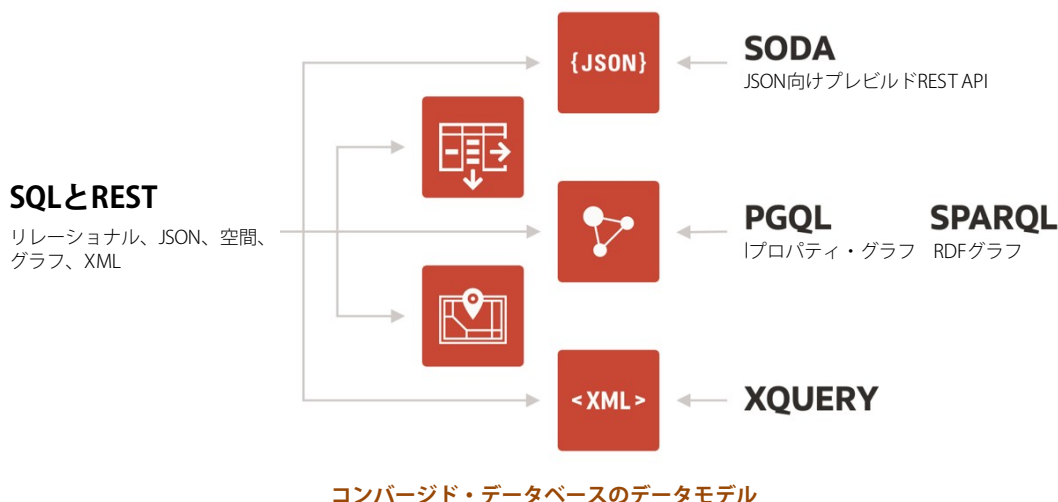 {JSON}
SODA
JSON向けプレビルドREST API
SQLとREST
リレーショナル、JSON、空間、
グラフ、XML
PGQL SPARQL
|プロパティ・グラフ RDFグラフ
<XML>
XQUERY
コンバージド・データベースのデータモデル